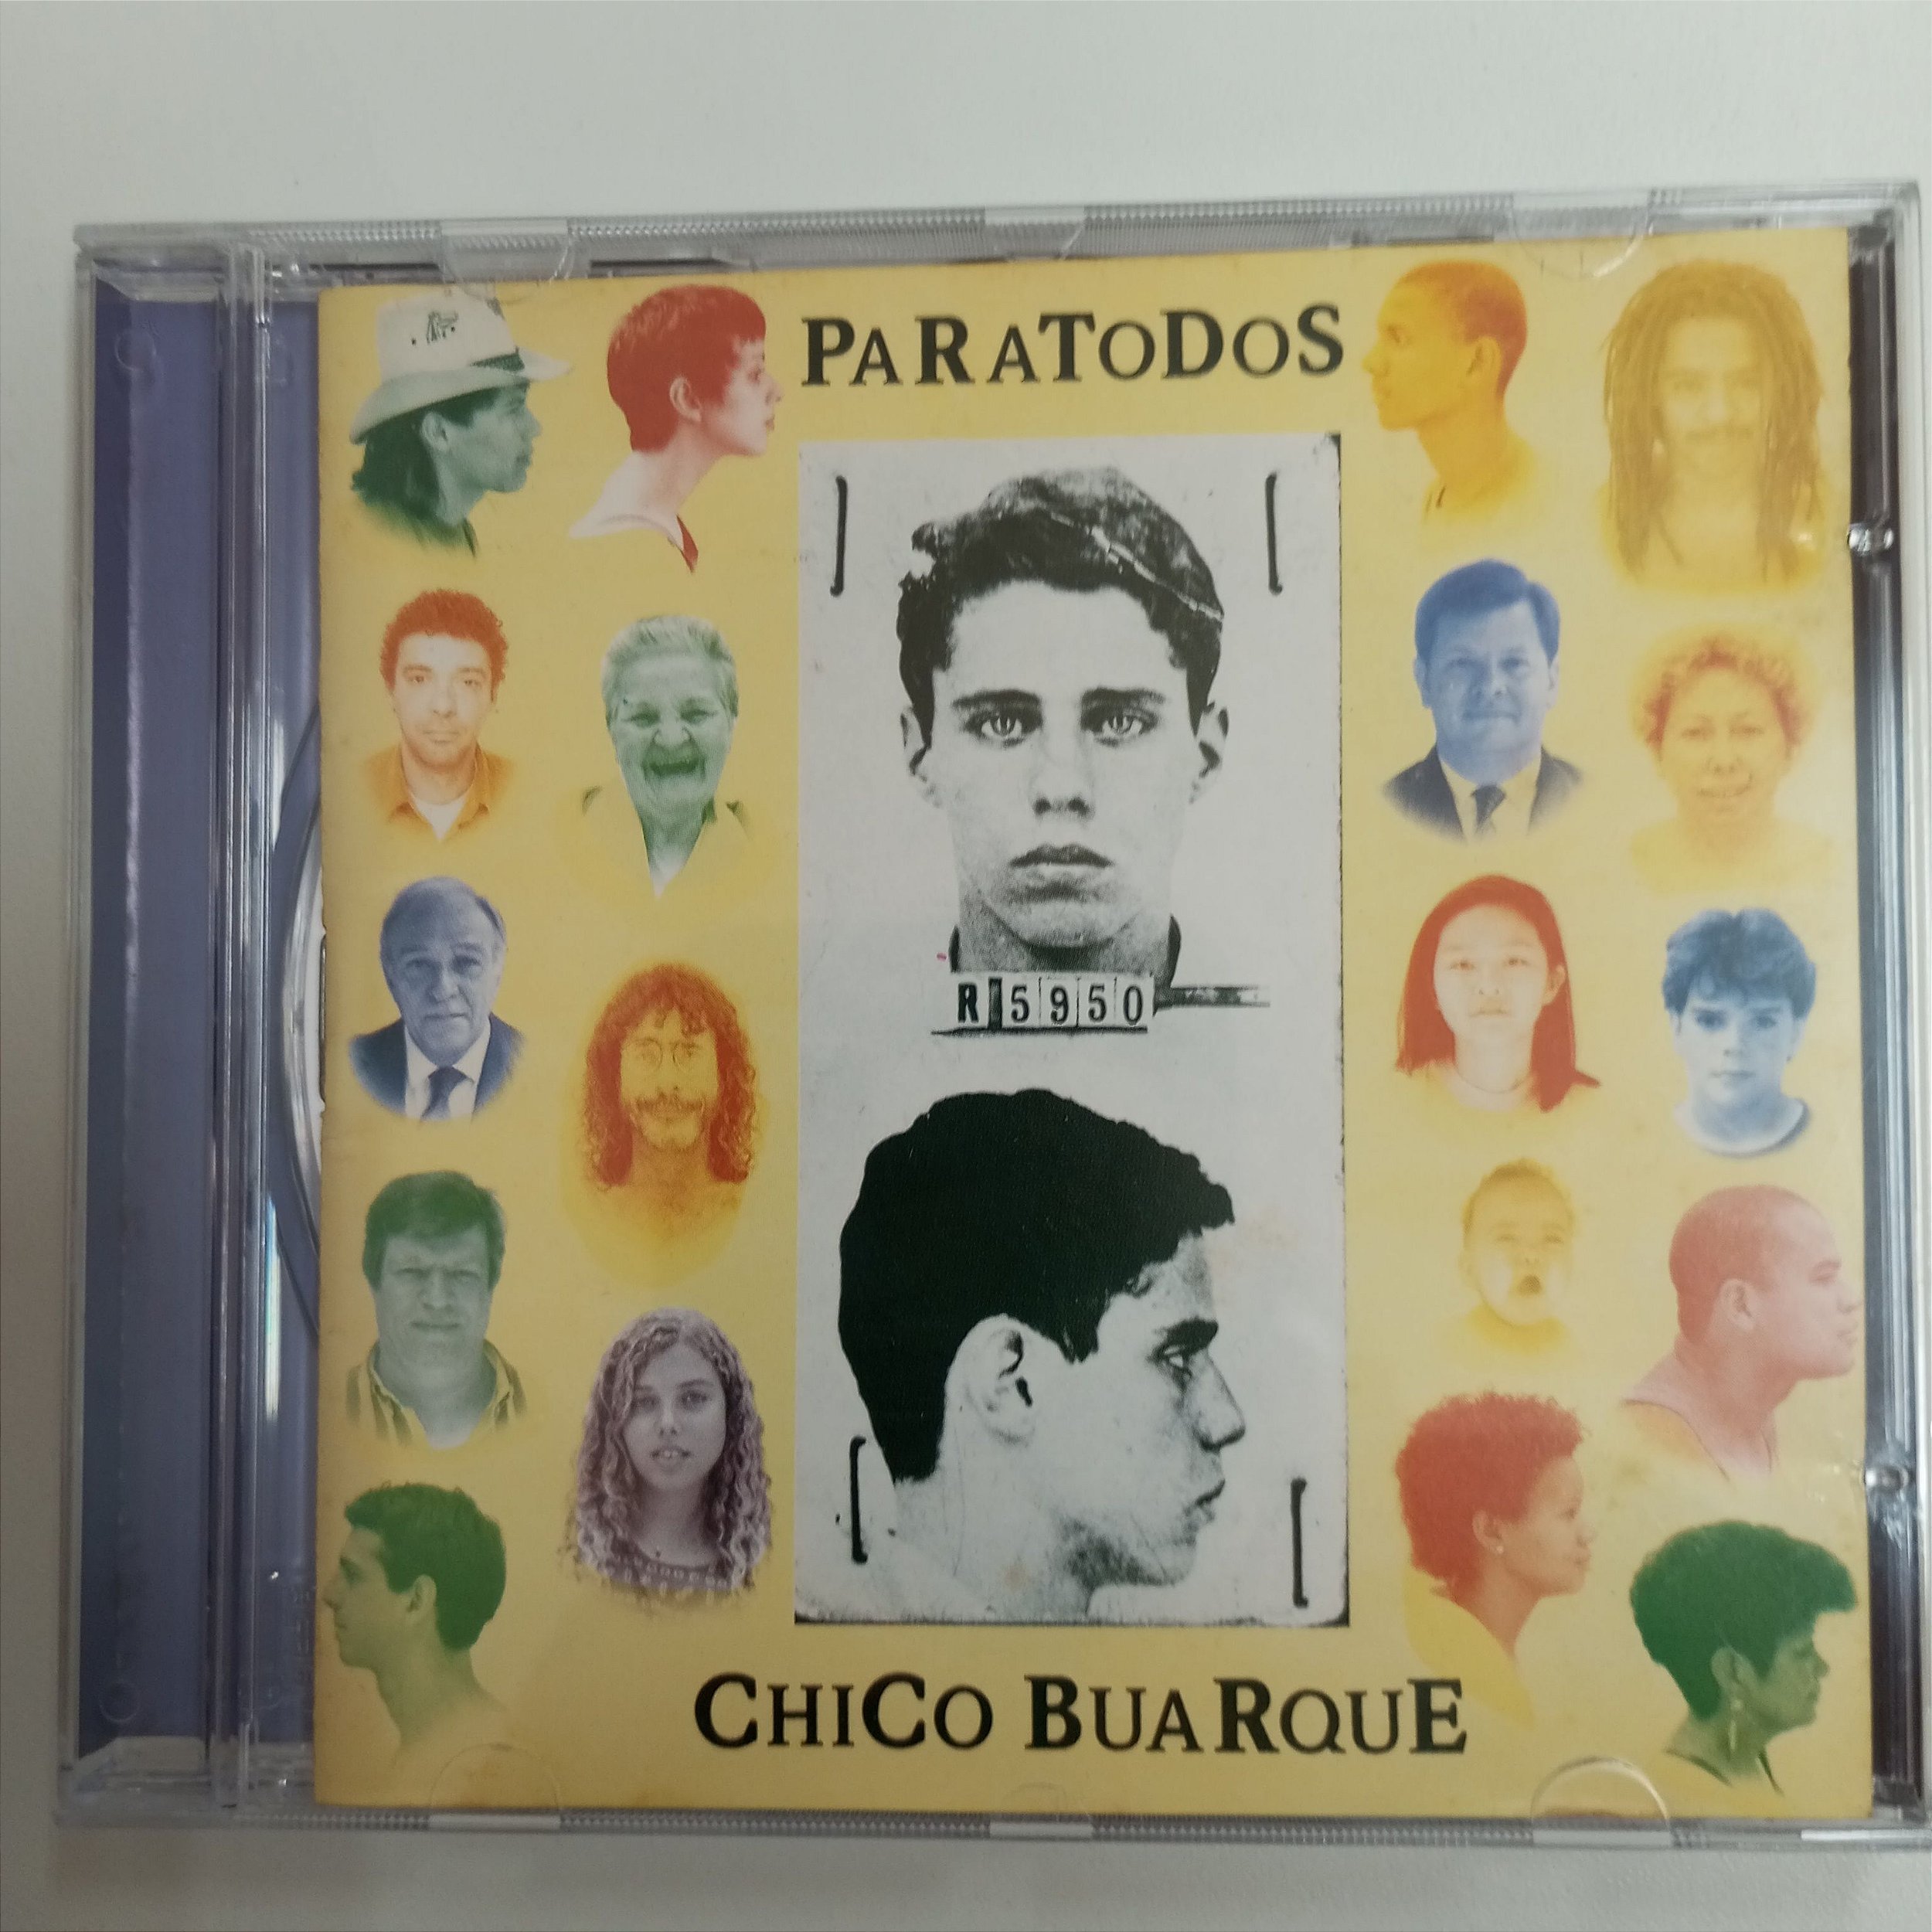 PARATODOS
R 5950
CHICO BUARQUE